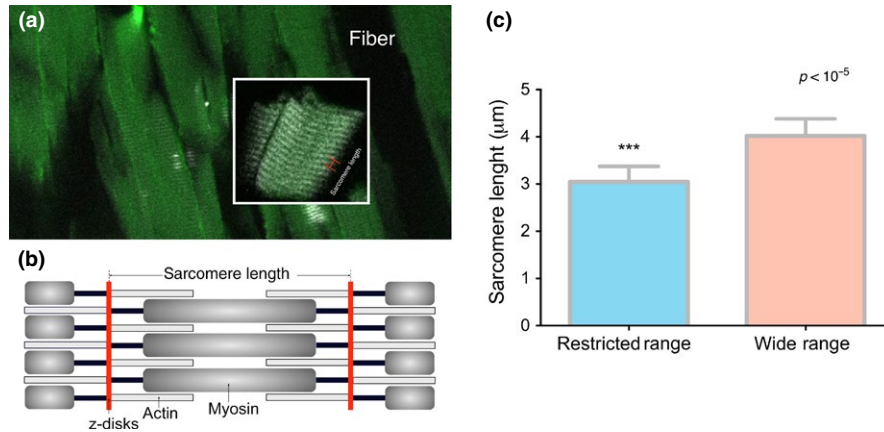 (a)
Fiber
Sarcomere length
(b)
Sarcomere length
Actin
Myosin
z-disks
(c)
p < 10⁻⁵
***
Sarcomere lenght (μm)
5
4
3
2
1
0
Restricted range
Wide range